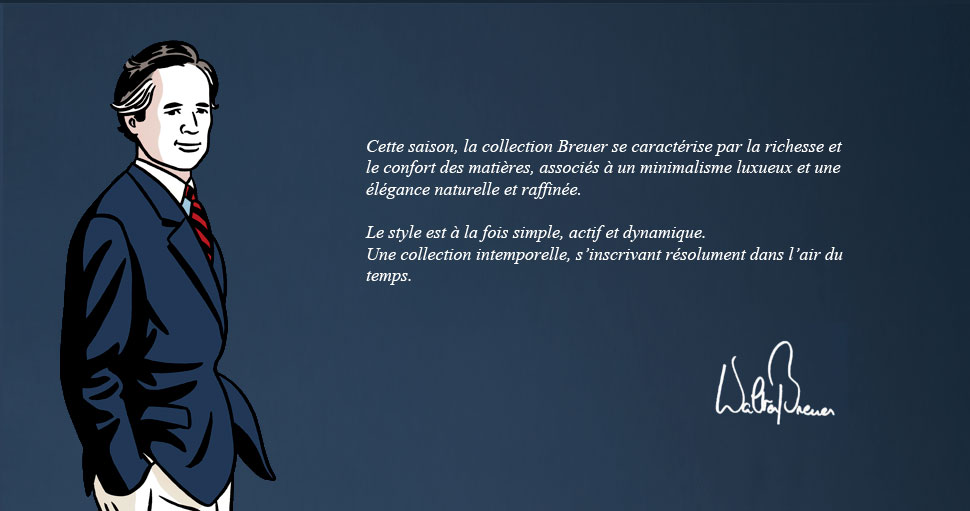 Cette saison, la collection Breuer se caractérise par la richesse et
le confort des matières, associés à un minimalisme luxueux et une
élégance naturelle et raffinée.
Le style est à la fois simple, actif et dynamique.
Une collection intemporelle, s’inscrivant résolument dans l’air du
temps.
Walter Breuer